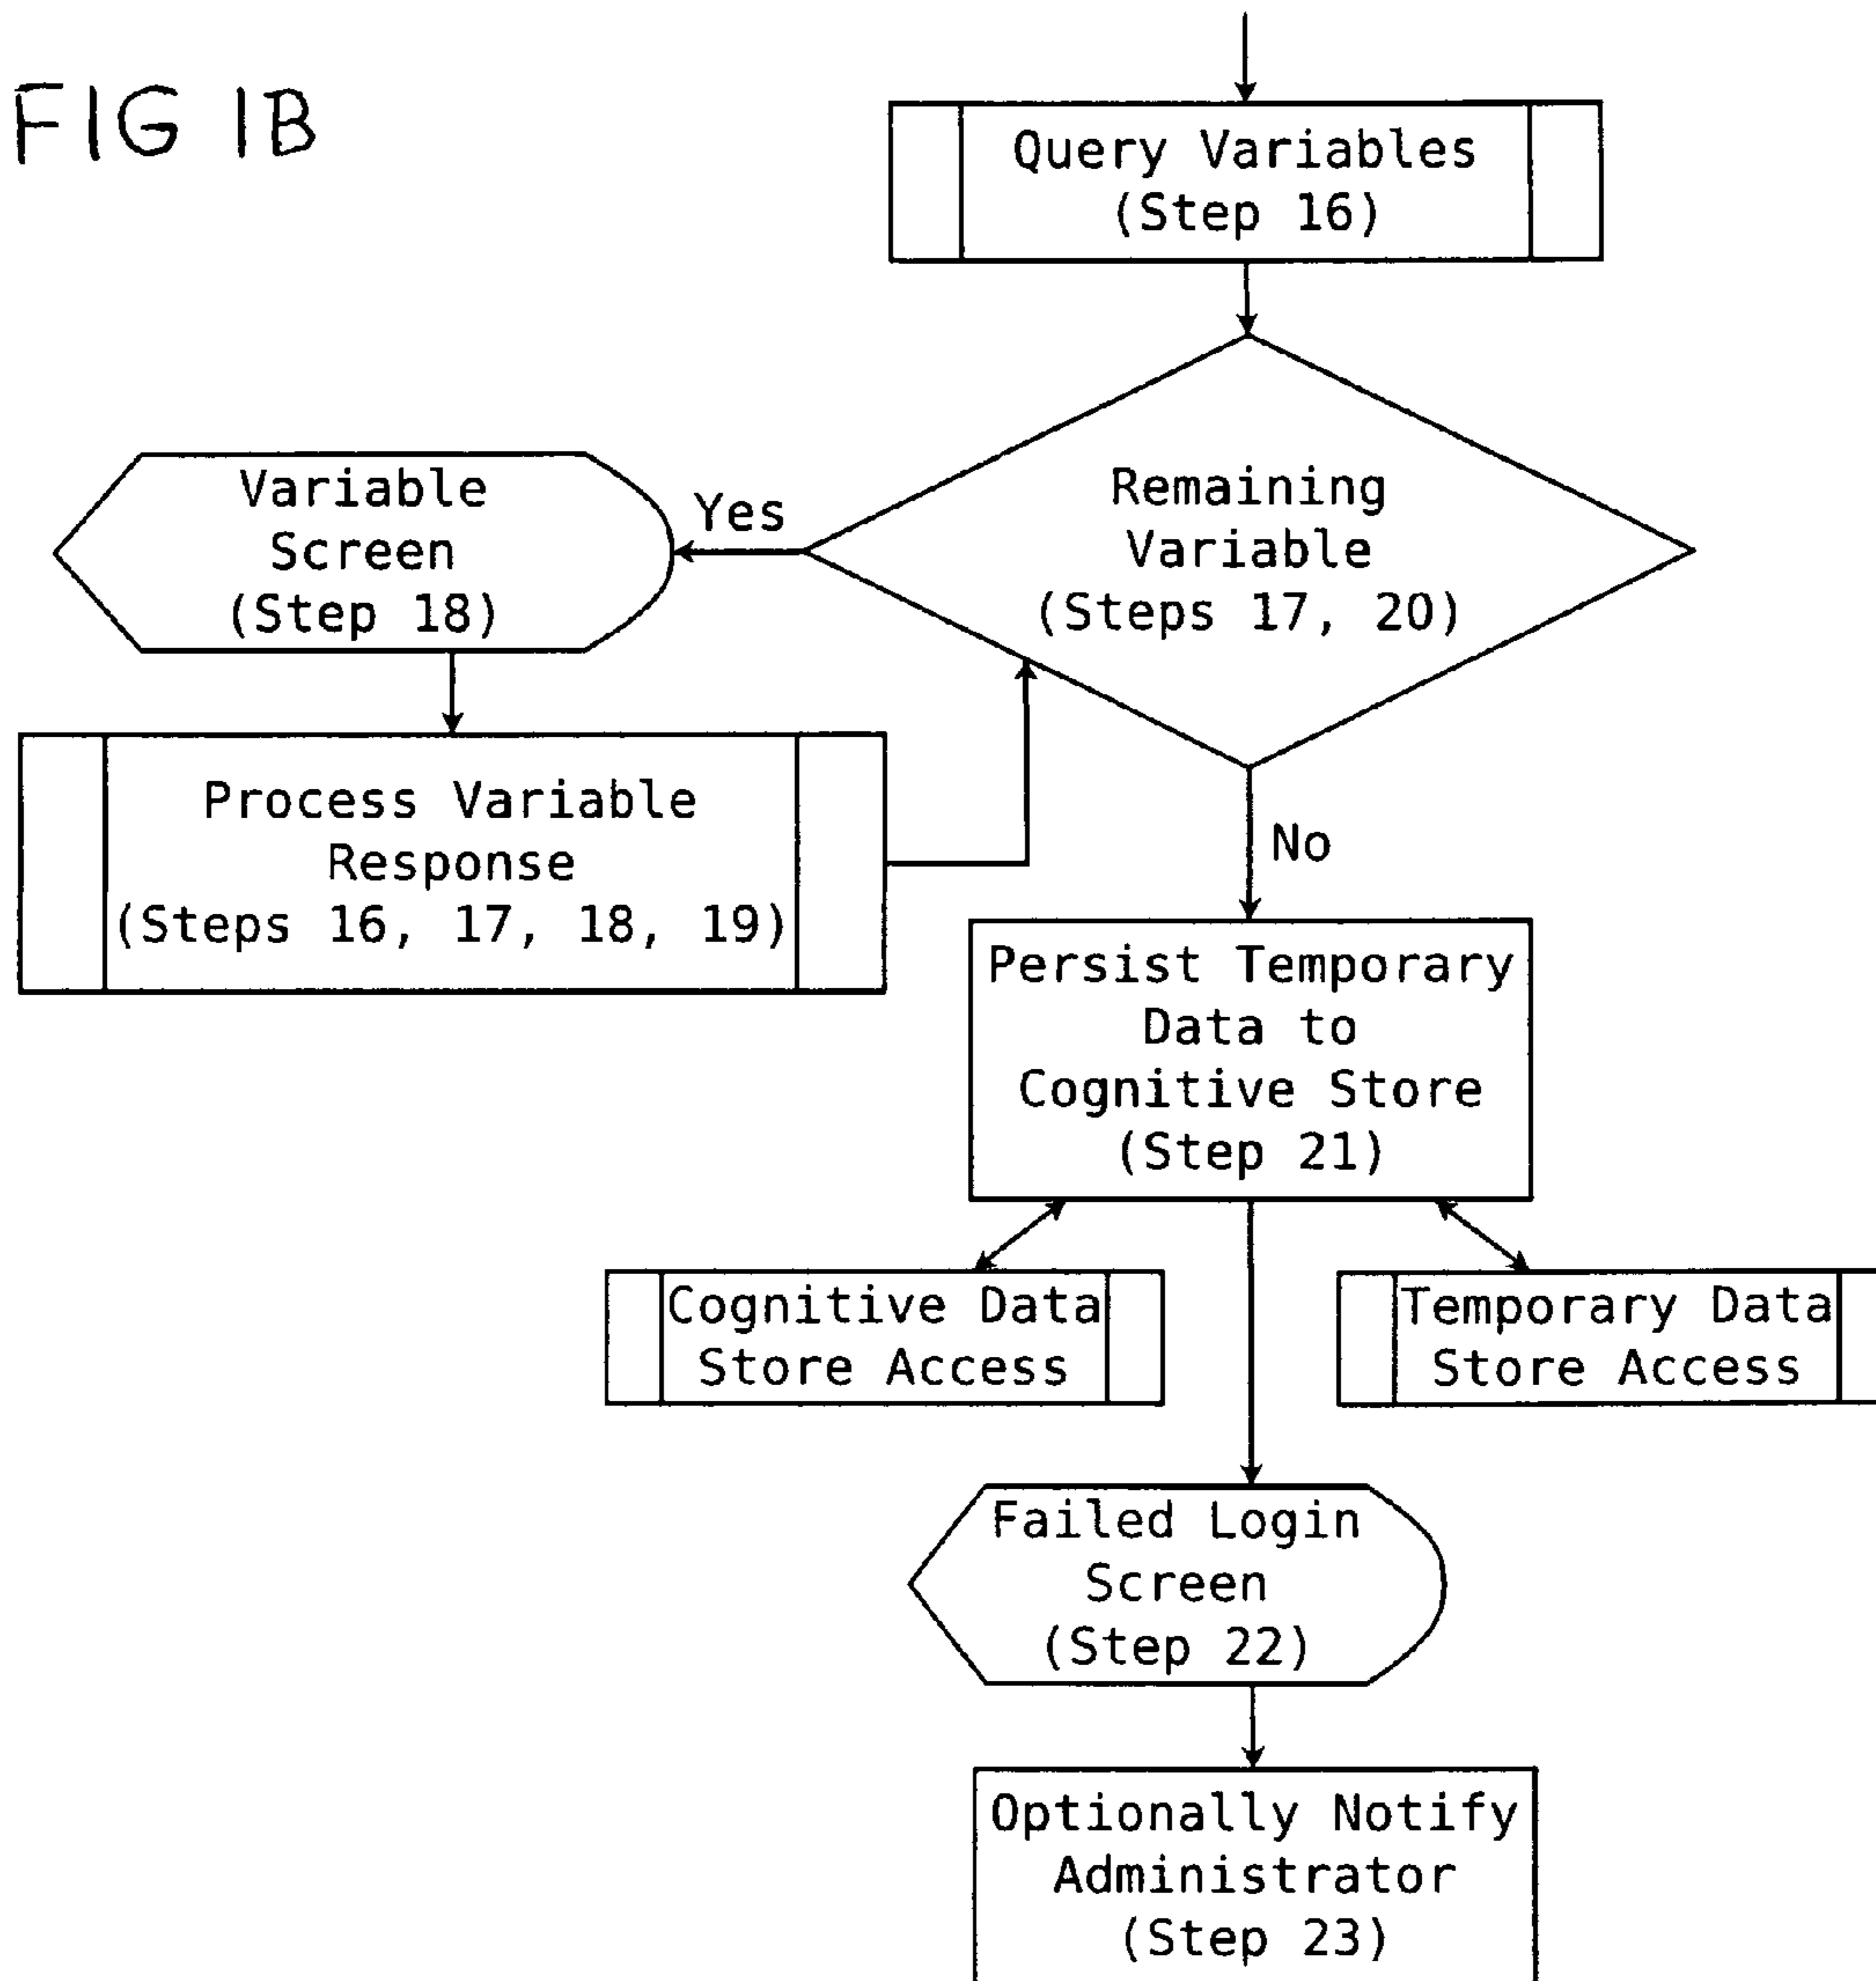 FIG 1B
Query Variables
(Step 16)
Remaining
Variable
(Steps 17, 20)
Yes
Variable
Screen
(Step 18)
Process Variable
Response
(Steps 16, 17, 18, 19)
No
Persist Temporary
Data to
Cognitive Store
(Step 21)
Cognitive Data
Store Access
Temporary Data
Store Access
Failed Login
Screen
(Step 22)
Optionally Notify
Administrator
(Step 23)